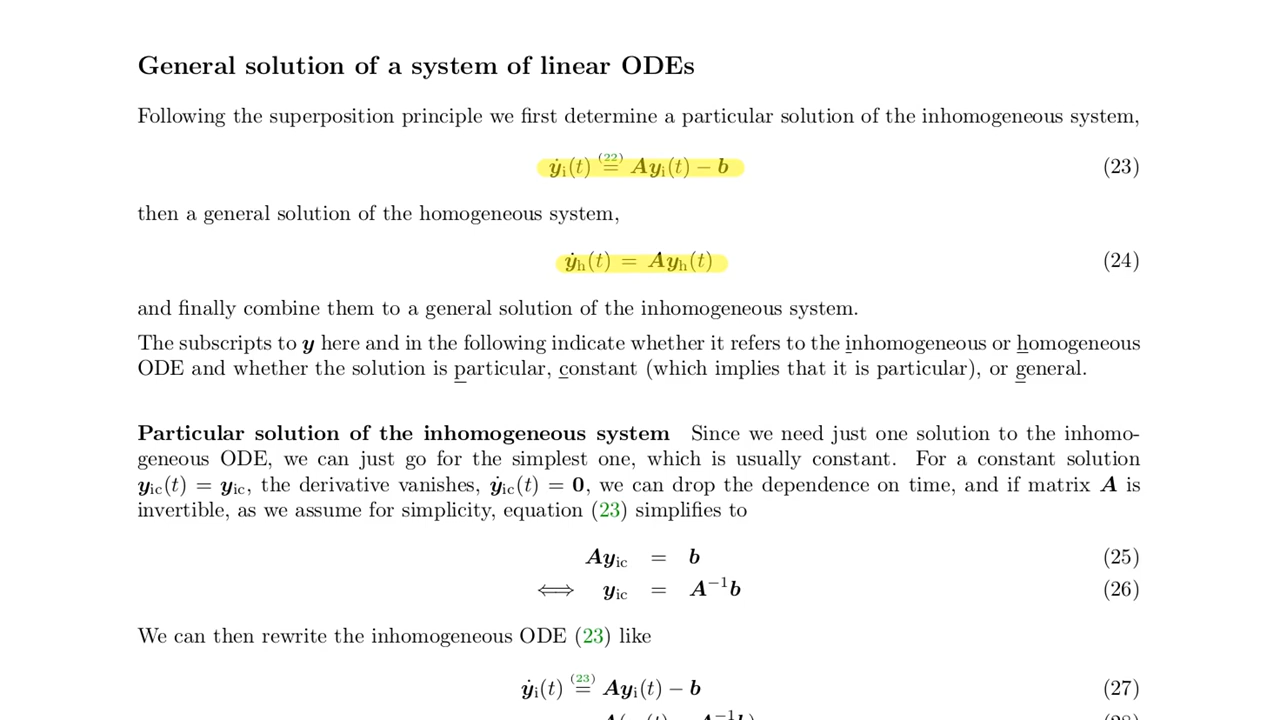 General solution of a system of linear ODEs
Following the superposition principle we first determine a particular solution of the inhomogeneous system,
ẏᵢ(t) (22)= Ayᵢ(t) − b (23)
then a general solution of the homogeneous system,
ẏₕ(t) = Ayₕ(t) (24)
and finally combine them to a general solution of the inhomogeneous system.
The subscripts to y here and in the following indicate whether it refers to the inhomogeneous or homogeneous
ODE and whether the solution is particular, constant (which implies that it is particular), or general.
Particular solution of the inhomogeneous system Since we need just one solution to the inhomo-
geneous ODE, we can just go for the simplest one, which is usually constant. For a constant solution
y_ic(t) = y_ic, the derivative vanishes, ẏ_ic(t) = 0, we can drop the dependence on time, and if matrix A is
invertible, as we assume for simplicity, equation (23) simplifies to
Ay_ic = b (25)
⟺ y_ic = A⁻¹b (26)
We can then rewrite the inhomogeneous ODE (23) like
ẏᵢ(t) (23)= Ayᵢ(t) − b (27)